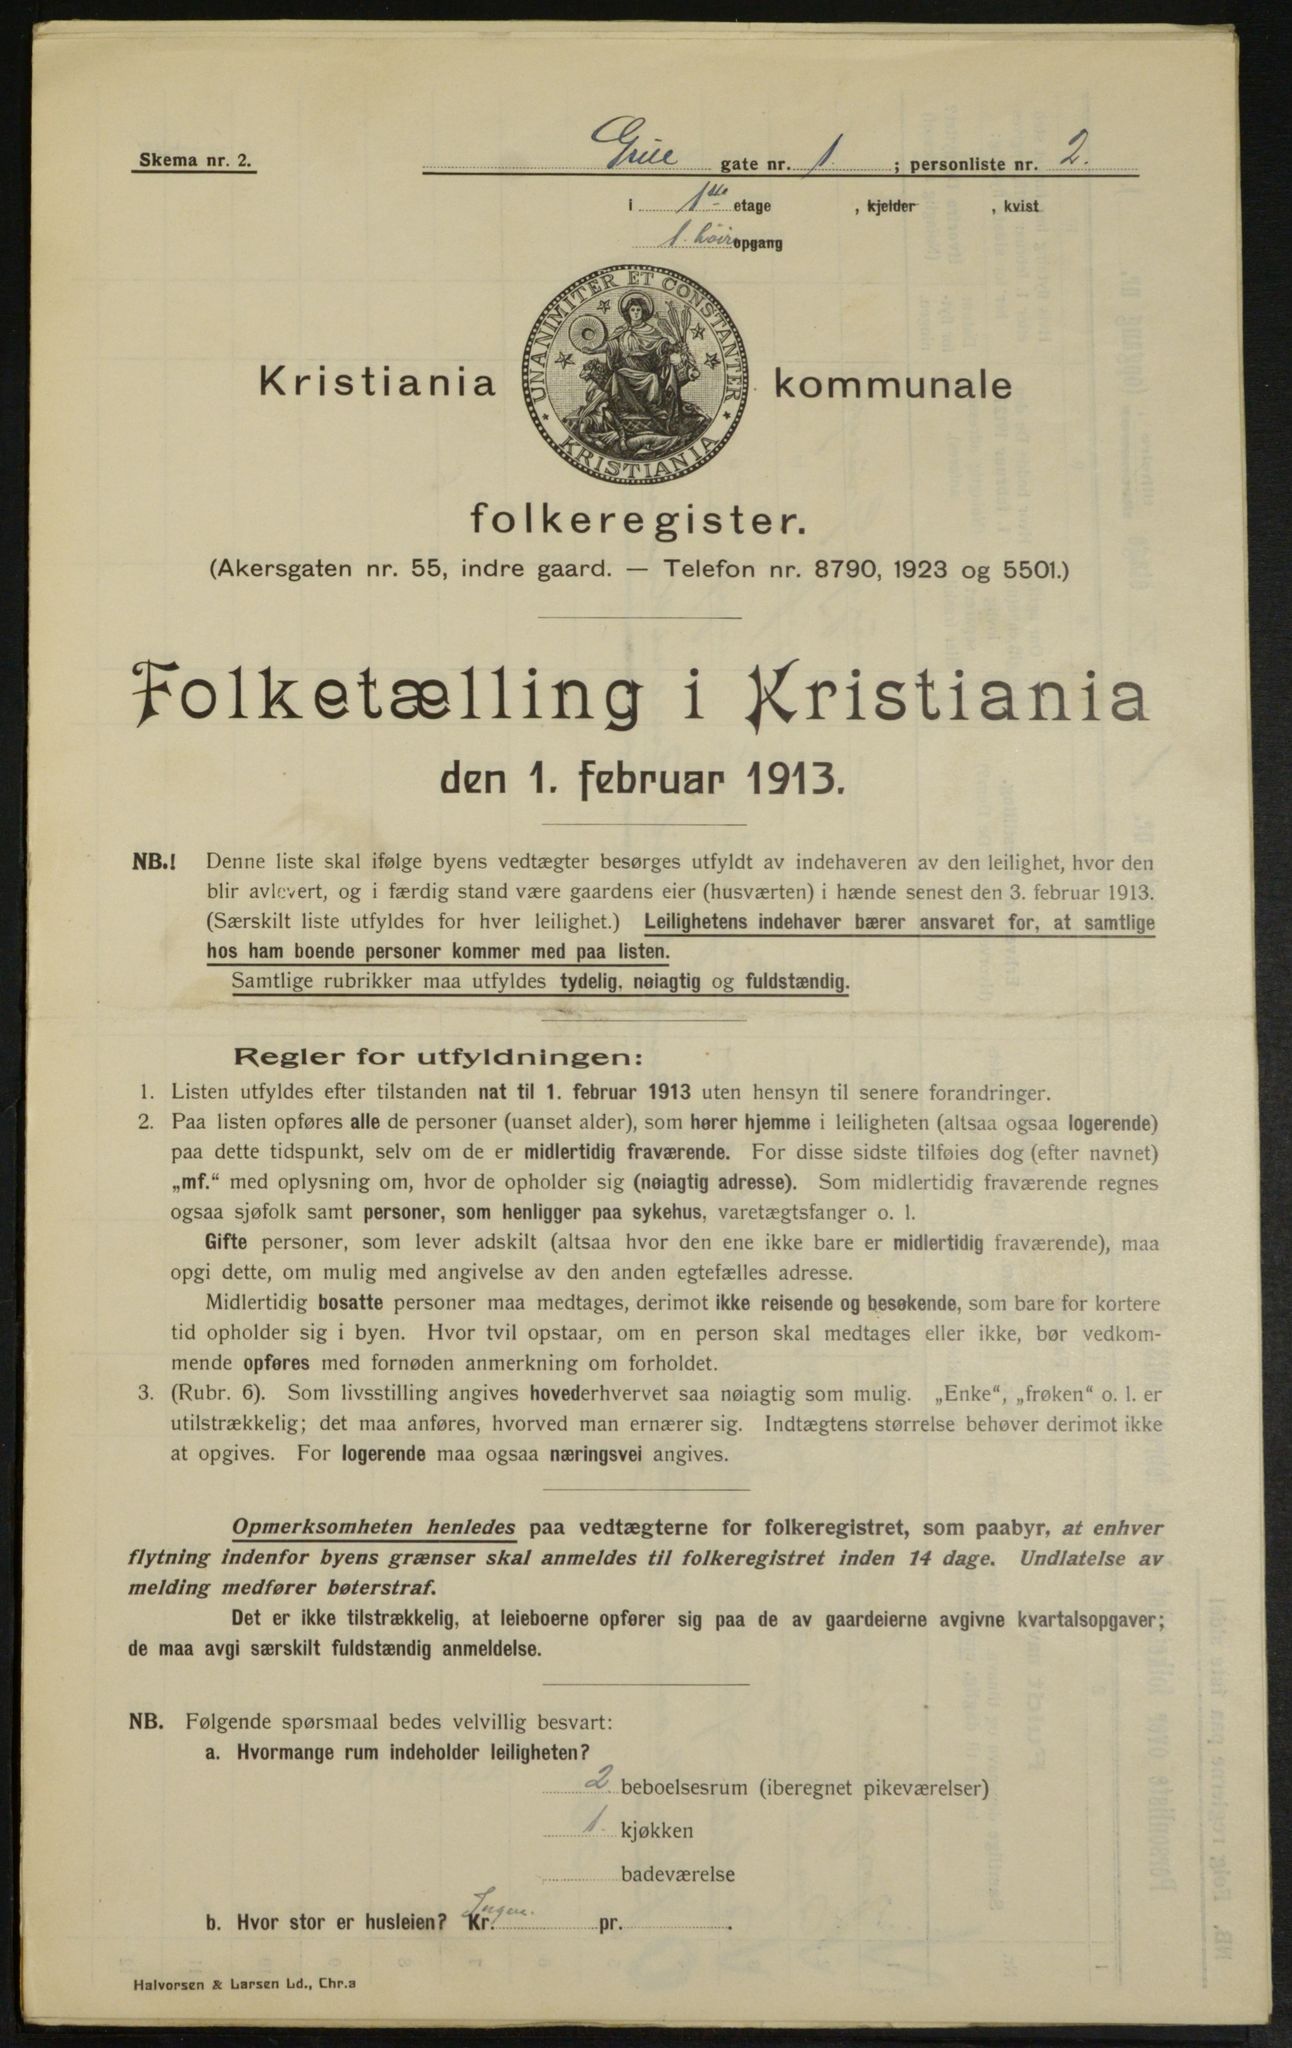 Skema nr. 2.
Grüe gate nr. 1 ; personliste nr. 2.
i 1ste etage , kjelder , kvist
1. høire opgang
UNANIMITER ET CONSTANTER
KRISTIANIA
Kristiania kommunale
folkeregister.
(Akersgaten nr. 55, indre gaard. — Telefon nr. 8790, 1923 og 5501.)
Folketælling i Kristiania
den 1. februar 1913.
NB.! Denne liste skal ifølge byens vedtægter besørges utfyldt av indehaveren av den leilighet, hvor den
blir avlevert, og i færdig stand være gaardens eier (husværten) i hænde senest den 3. februar 1913.
(Særskilt liste utfyldes for hver leilighet.) Leilighetens indehaver bærer ansvaret for, at samtlige
hos ham boende personer kommer med paa listen.
Samtlige rubrikker maa utfyldes tydelig, nøiagtig og fuldstændig.
Regler for utfyldningen:
1. Listen utfyldes efter tilstanden nat til 1. februar 1913 uten hensyn til senere forandringer.
2. Paa listen opføres alle de personer (uanset alder), som hører hjemme i leiligheten (altsaa ogsaa logerende)
paa dette tidspunkt, selv om de er midlertidig fraværende. For disse sidste tilføies dog (efter navnet)
„mf.“ med oplysning om, hvor de opholder sig (nøiagtig adresse). Som midlertidig fraværende regnes
ogsaa sjøfolk samt personer, som henligger paa sykehus, varetægtsfanger o. l.
Gifte personer, som lever adskilt (altsaa hvor den ene ikke bare er midlertidig fraværende), maa
opgi dette, om mulig med angivelse av den anden egtefælles adresse.
Midlertidig bosatte personer maa medtages, derimot ikke reisende og besøkende, som bare for kortere
tid opholder sig i byen. Hvor tvil opstaar, om en person skal medtages eller ikke, bør vedkom-
mende opføres med fornøden anmerkning om forholdet.
3. (Rubr. 6). Som livsstilling angives hovederhvervet saa nøiagtig som mulig. „Enke“, „frøken“ o. l. er
utilstrækkelig; det maa anføres, hvorved man ernærer sig. Indtægtens størrelse behøver derimot ikke
at opgives. For logerende maa ogsaa næringsvei angives.
Opmerksomheten henledes paa vedtægterne for folkeregistret, som paabyr, at enhver
flytning indenfor byens grænser skal anmeldes til folkeregistret inden 14 dage. Undlatelse av
melding medfører bøterstraf.
Det er ikke tilstrækkelig, at leieboerne opfører sig paa de av gaardeierne avgivne kvartalsopgaver;
de maa avgi særskilt fuldstændig anmeldelse.
NB. Følgende spørsmaal bedes velvillig besvart:
a. Hvormange rum indeholder leiligheten?
2. beboelsesrum (iberegnet pikeværelser)
1. kjøkken
badeværelse
b. Hvor stor er husleien? Kr. Ingen. pr. .
Halvorsen & Larsen Ld., Chr.a